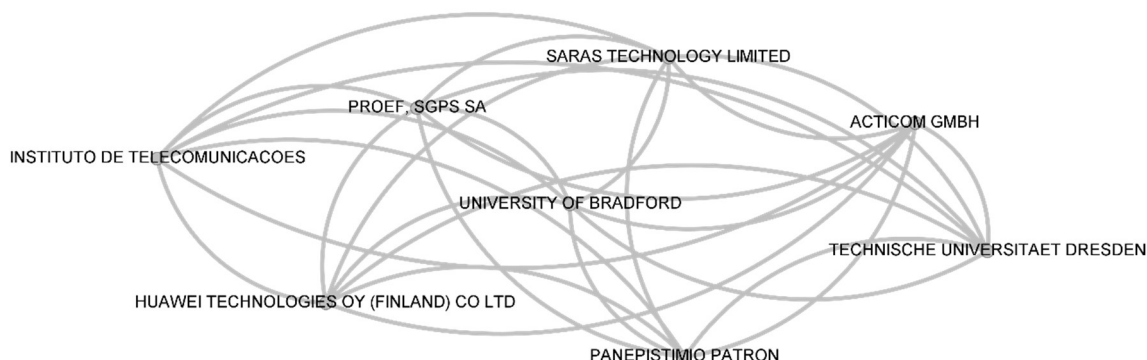 SARAS TECHNOLOGY LIMITED
PROEF, SGPS SA
ACTICOM GMBH
INSTITUTO DE TELECOMUNICACOES
UNIVERSITY OF BRADFORD
TECHNISCHE UNIVERSITAET DRESDEN
HUAWEI TECHNOLOGIES OY (FINLAND) CO LTD
PANEPISTIMIO PATRON